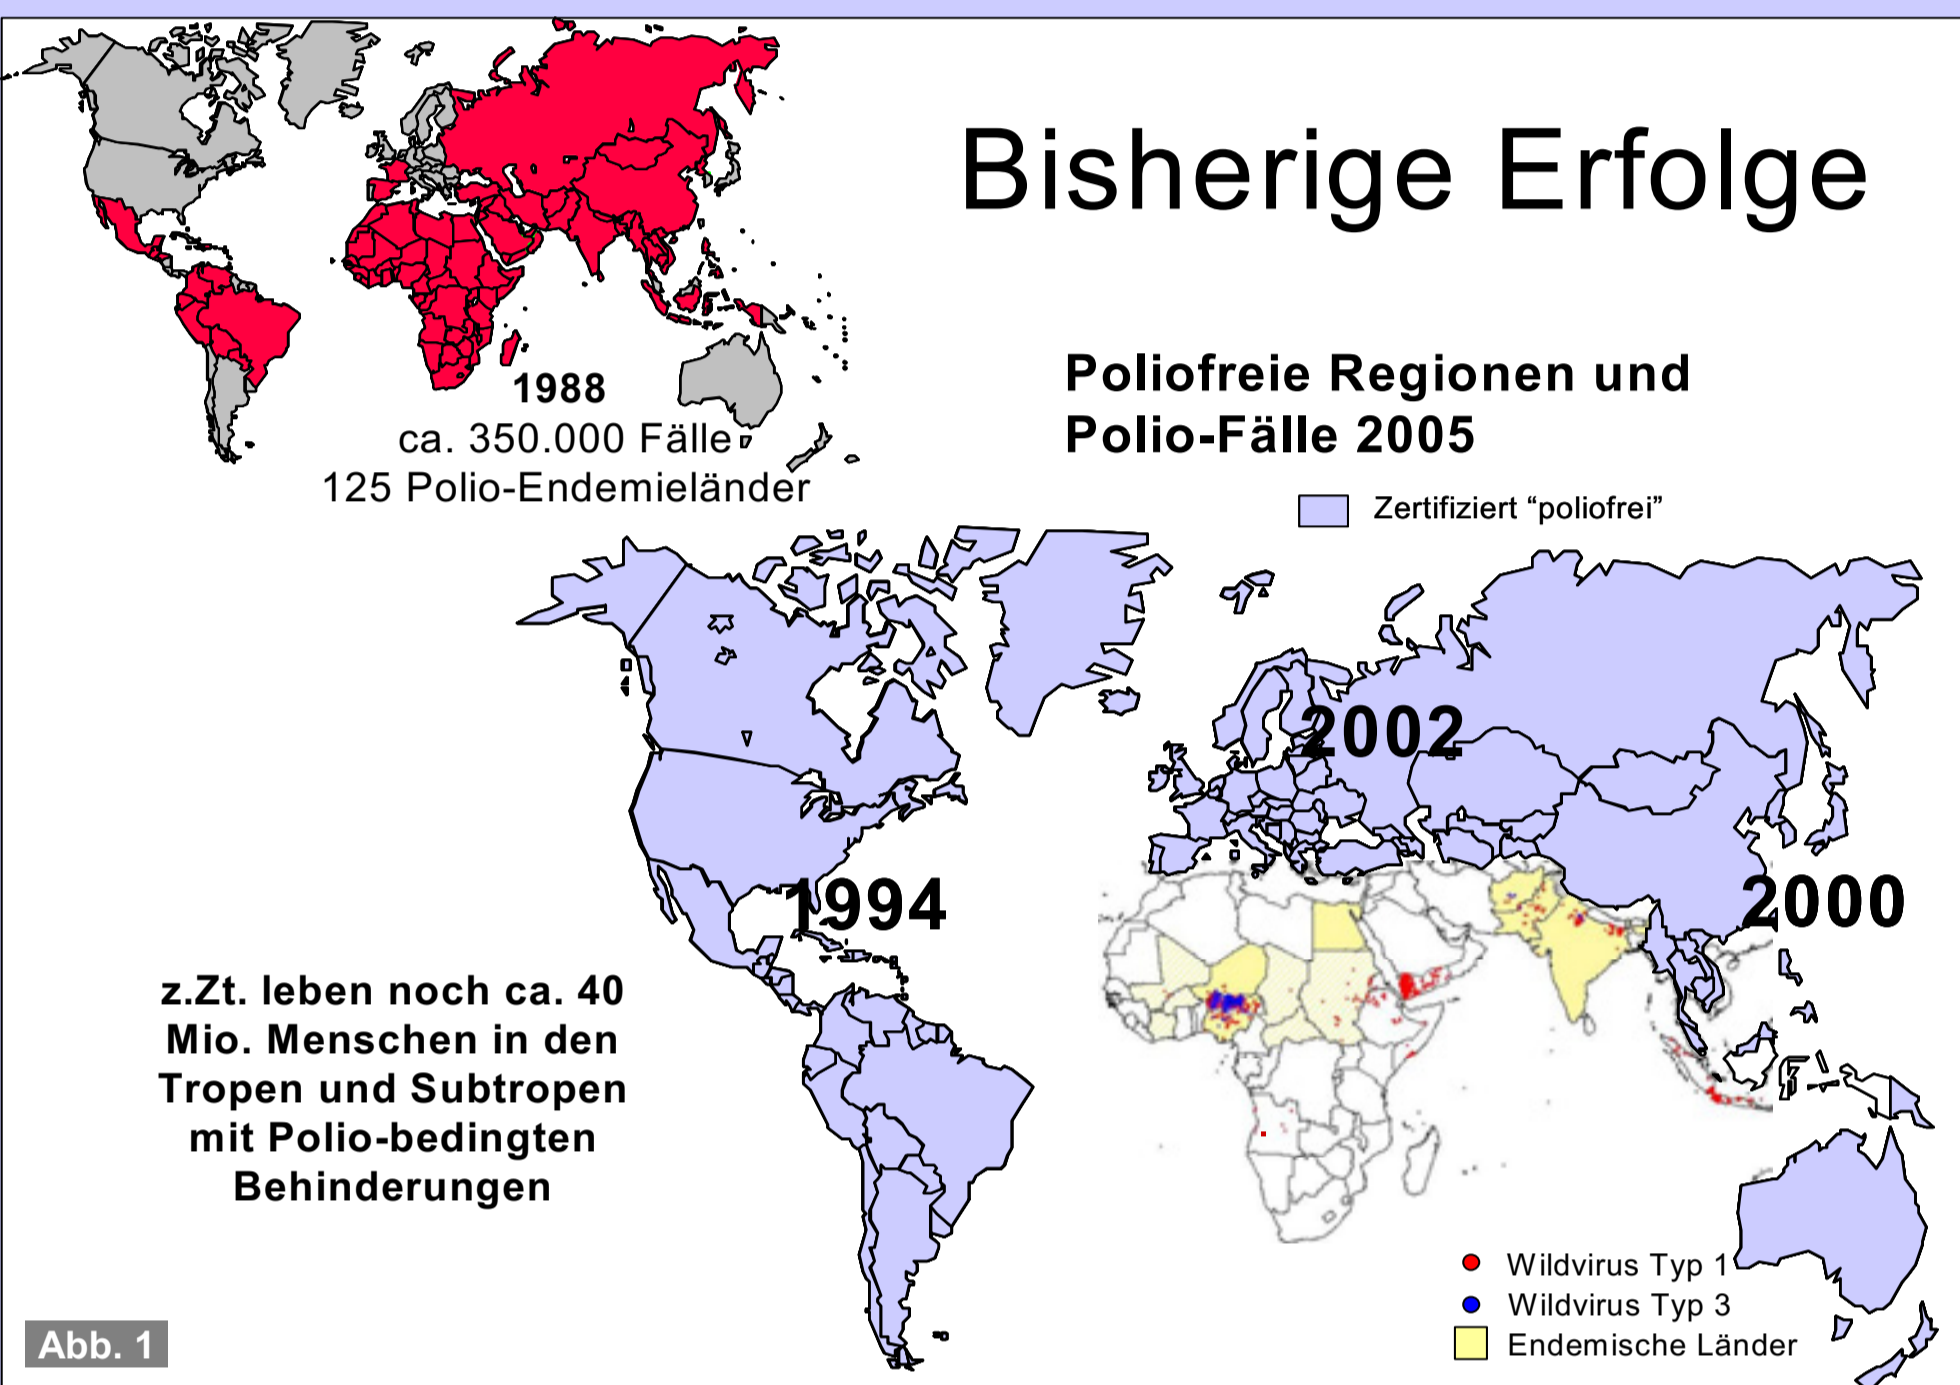 Bisherige Erfolge
1988
ca. 350.000 Fälle
125 Polio-Endemieländer
Poliofreie Regionen und
Polio-Fälle 2005
Zertifiziert “poliofrei”
2002
1994
2000
z.Zt. leben noch ca. 40
Mio. Menschen in den
Tropen und Subtropen
mit Polio-bedingten
Behinderungen
Wildvirus Typ 1
Wildvirus Typ 3
Endemische Länder
Abb. 1